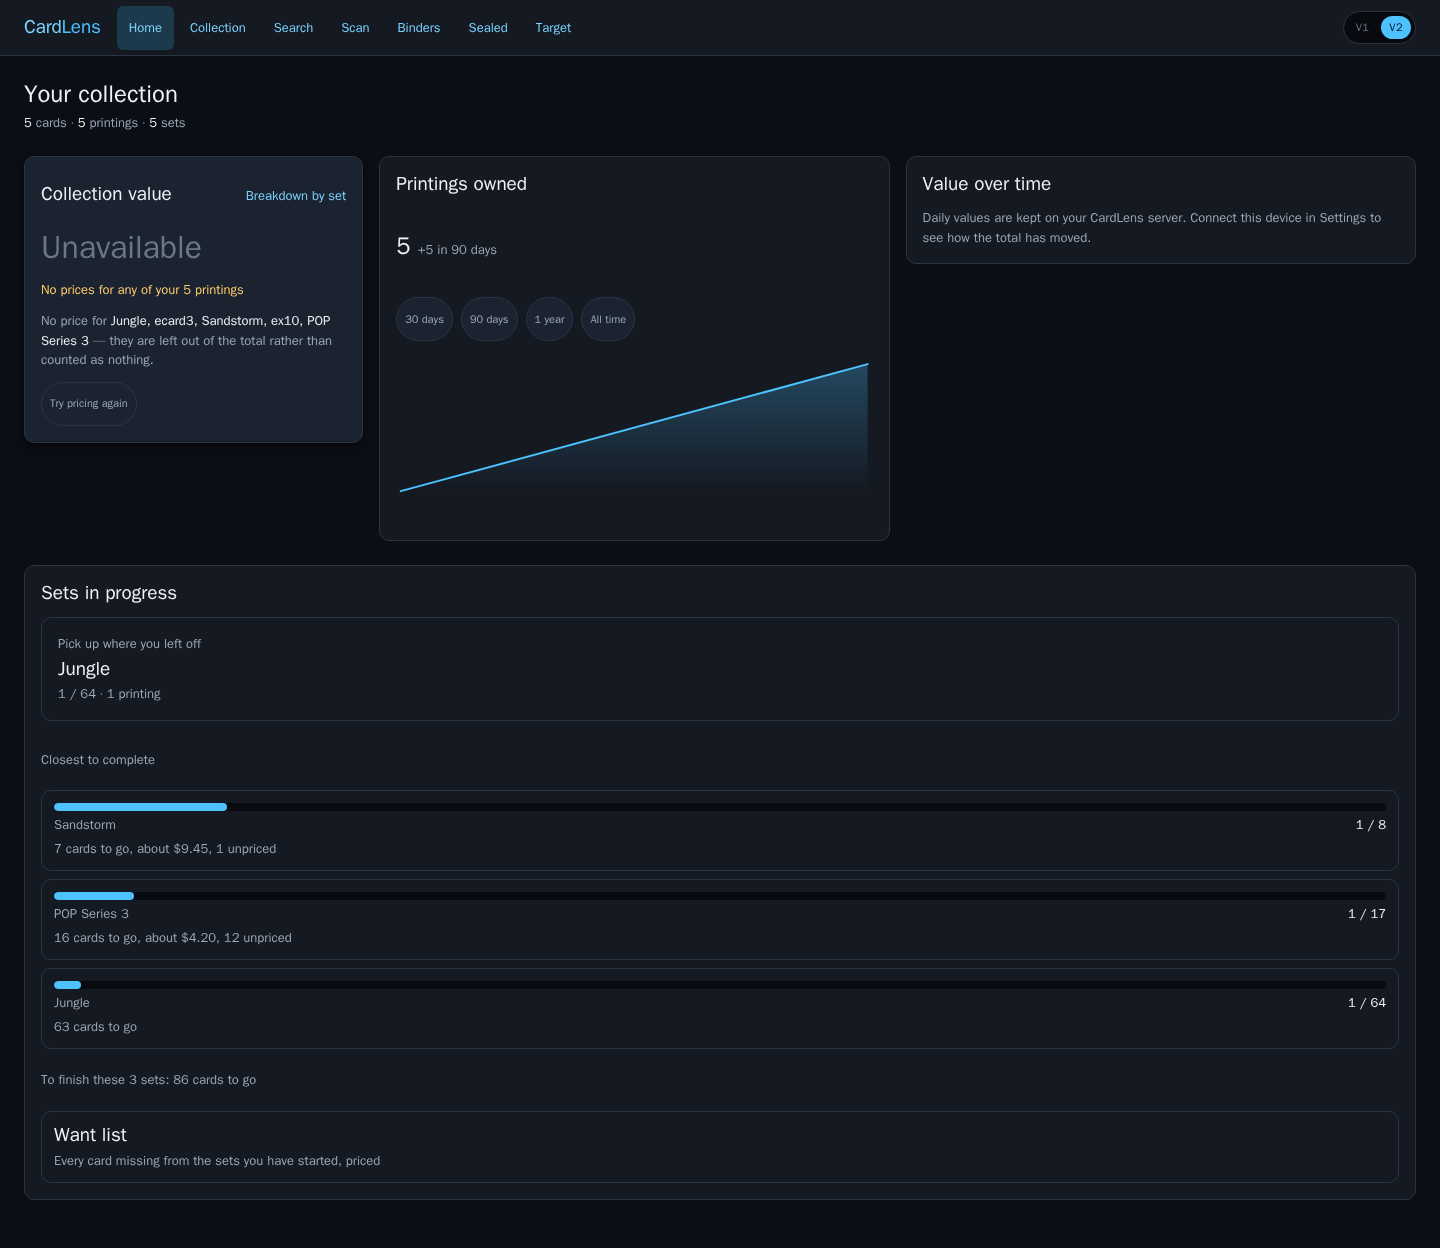 CardLens Home Collection Search Scan Binders Sealed Target V1 V2
Your collection
5 cards · 5 printings · 5 sets
Collection value Breakdown by set
Unavailable
No prices for any of your 5 printings
No price for Jungle, ecard3, Sandstorm, ex10, POP
Series 3 — they are left out of the total rather than
counted as nothing.
Try pricing again
Printings owned
5 +5 in 90 days
30 days 90 days 1 year All time
Value over time
Daily values are kept on your CardLens server. Connect this device in Settings to
see how the total has moved.
Sets in progress
Pick up where you left off
Jungle
1 / 64 · 1 printing
Closest to complete
Sandstorm 1 / 8
7 cards to go, about $9.45, 1 unpriced
POP Series 3 1 / 17
16 cards to go, about $4.20, 12 unpriced
Jungle 1 / 64
63 cards to go
To finish these 3 sets: 86 cards to go
Want list
Every card missing from the sets you have started, priced